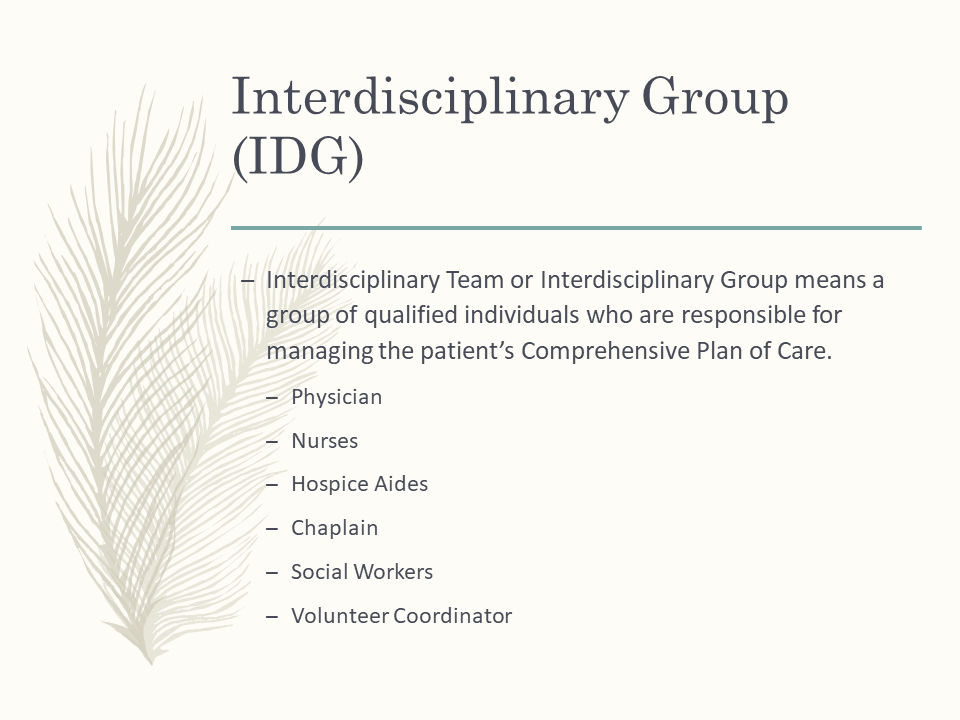 Interdisciplinary Group
(IDG)
– Interdisciplinary Team or Interdisciplinary Group means a
group of qualified individuals who are responsible for
managing the patient’s Comprehensive Plan of Care.
– Physician
– Nurses
– Hospice Aides
– Chaplain
– Social Workers
– Volunteer Coordinator